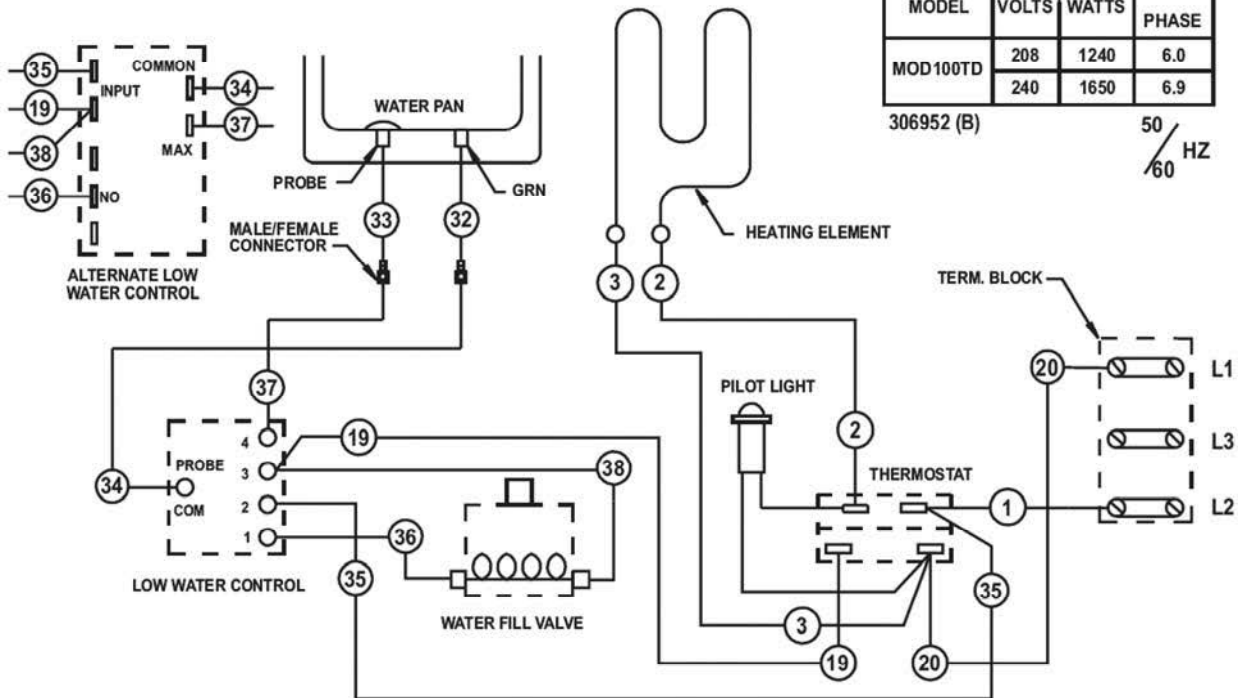 MODEL VOLTS WATTS PHASE
MOD100TD 208 1240 6.0
240 1650 6.9
306952 (B)
50/60 HZ
35
COMMON
INPUT
34
19
37
38
MAX
36
NO
ALTERNATE LOW
WATER CONTROL
WATER PAN
PROBE
GRN
33
32
MALE/FEMALE
CONNECTOR
HEATING ELEMENT
3
2
TERM. BLOCK
20
L1
L3
L2
PILOT LIGHT
2
THERMOSTAT
1
37
4
19
PROBE
3
38
34
COM
2
1
36
35
LOW WATER CONTROL
WATER FILL VALVE
35
3
19
20